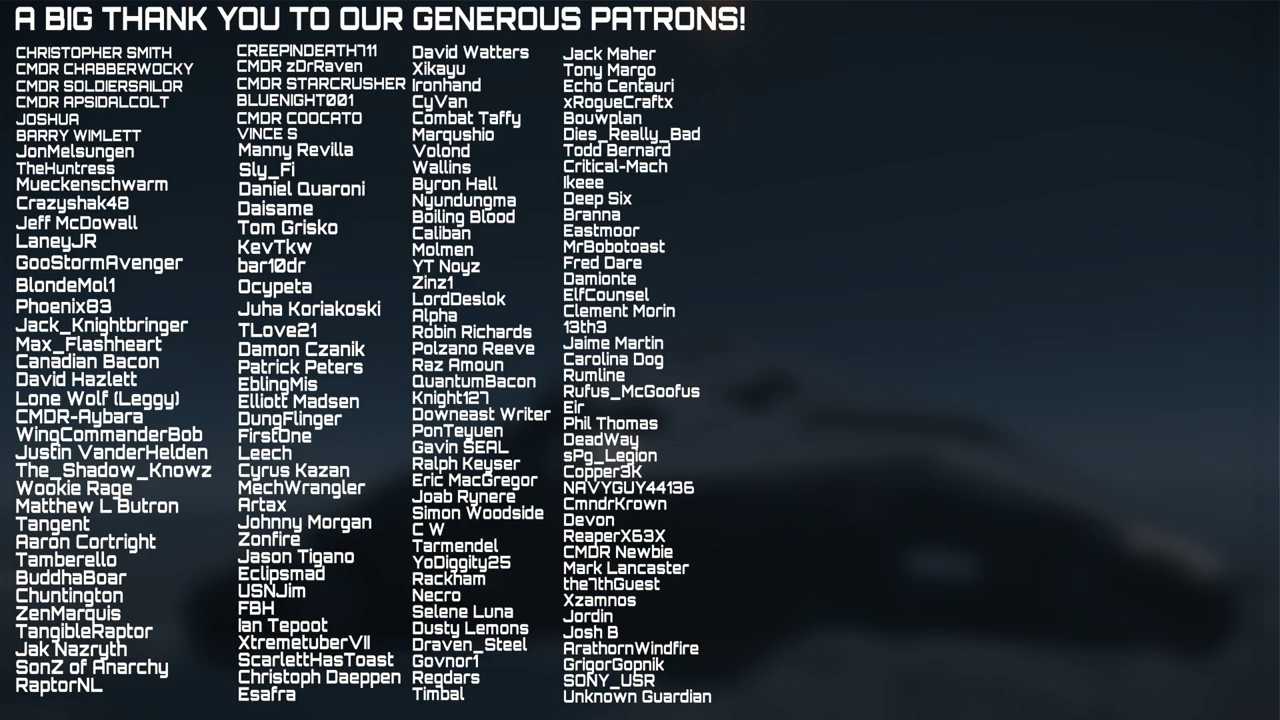 A BIG THANK YOU TO OUR GENEROUS PATRONS!
CHRISTOPHER SMITH
CMDR CHABBERWOCKY
CMDR SOLDIERSAILOR
CMDR APSIDALCOLT
JOSHUA
BARRY WIMLETT
JonMelsungen
TheHuntress
Mueckenschwarm
Crazyshak48
Jeff McDowall
LaneyJR
GooStormAvenger
BlondeMol1
Phoenix83
Jack_Knightbringer
Max_Flashheart
Canadian Bacon
David Hazlett
Lone Wolf (Leggy)
CMDR-Aybara
WingCommanderBob
Justin VanderHelden
The_Shadow_Knowz
Wookie Rage
Matthew L Butron
Tangent
Aaron Cortright
Tamberello
BuddhaBoar
Chuntington
ZenMarquis
TangibleRaptor
Jak Nazryth
SonZ of Anarchy
RaptorNL
CREEPINDEATH711
CMDR zDrRaven
CMDR STARCRUSHER
BLUENIGHT001
CMDR COOCATO
VINCE S
Manny Revilla
Sly_Fi
Daniel Quaroni
Daisame
Tom Grisko
KevTkw
bar10dr
Ocypeta
Juha Koriakoski
TLove21
Damon Czanik
Patrick Peters
EblingMis
Elliott Madsen
DungFlinger
FirstOne
Leech
Cyrus Kazan
MechWrangler
Artax
Johnny Morgan
Zonfire
Jason Tigano
Eclipsmad
USNJim
FBH
Ian Tepoot
XtremetuberVII
ScarlettHasToast
Christoph Daeppen
Esafra
David Watters
Xikayu
Ironhand
CyVan
Combat Taffy
Marqushio
Volond
Wallins
Byron Hall
Nyundungma
Boiling Blood
Caliban
Molmen
YT Noyz
Zinz1
LordDeslok
Alpha
Robin Richards
Polzano Reeve
Raz Amoun
QuantumBacon
Knight127
Downeast Writer
PonTeyuen
Gavin SEAL
Ralph Keyser
Eric MacGregor
Joab Rynere
Simon Woodside
C W
Tarmendel
YoDiggity25
Rackham
Necro
Selene Luna
Dusty Lemons
Draven_Steel
Govnor1
Regdars
Timbal
Jack Maher
Tony Margo
Echo Centauri
xRogueCraftx
Bouwplan
Dies_Really_Bad
Todd Bernard
Critical-Mach
Ikeee
Deep Six
Branna
Eastmoor
MrBobotoast
Fred Dare
Damionte
ElfCounsel
Clement Morin
13th3
Jaime Martin
Carolina Dog
Rumline
Rufus_McGoofus
Eir
Phil Thomas
DeadWay
sPg_Legion
Copper3K
NAVYGUY44136
CmndrKrown
Devon
ReaperX63X
CMDR Newbie
Mark Lancaster
the7thGuest
Xzamnos
Jordin
Josh B
ArathornWindfire
GrigorGopnik
SONY_USR
Unknown Guardian